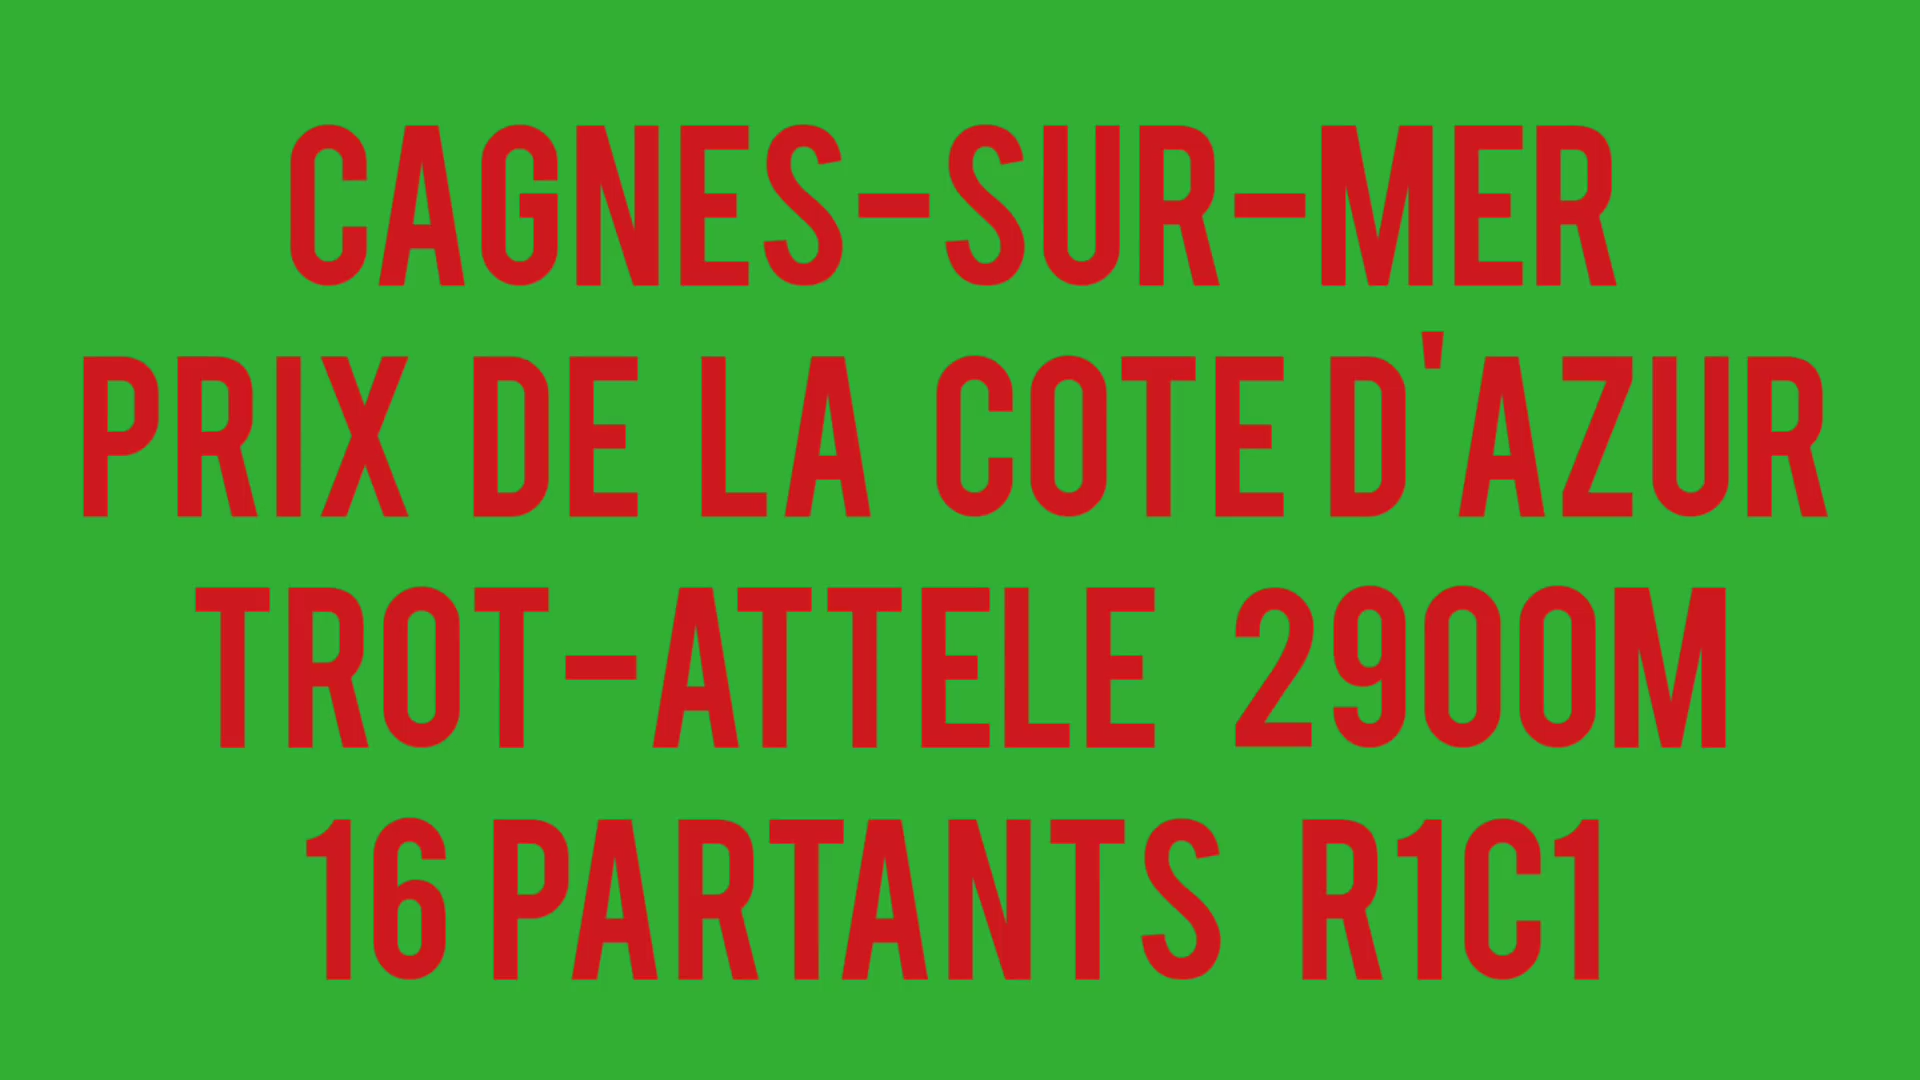 CAGNES-SUR-MER
PRIX DE LA COTE D'AZUR
TROT-ATTELE 2900M
16 PARTANTS R1C1